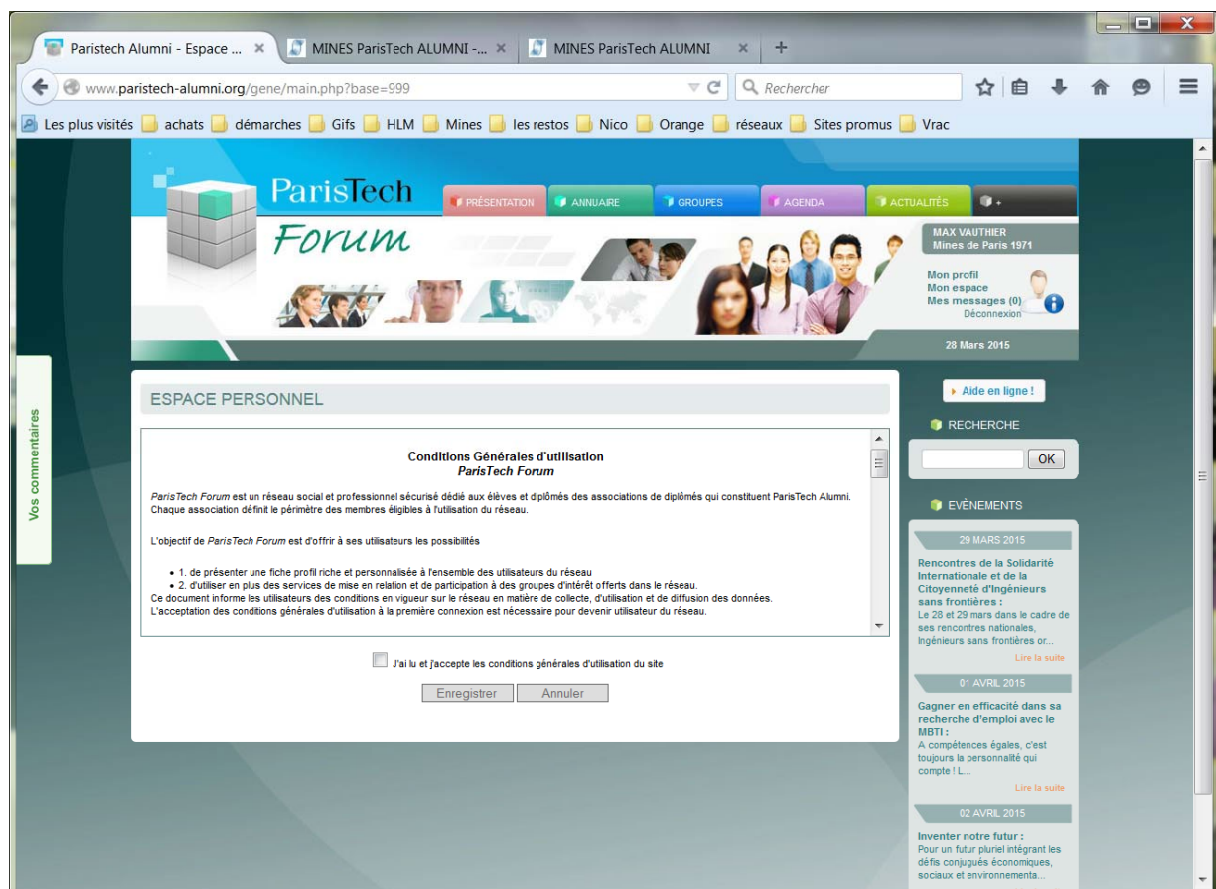 Paristech Alumni - Espace ...
MINES ParisTech ALUMNI -...
MINES ParisTech ALUMNI
www.paristech-alumni.org/gene/main.php?base=999
Rechercher
Les plus visités
achats
démarches
Gifs
HLM
Mines
les restos
Nico
Orange
réseaux
Sites promus
Vrac
ParisTech
Forum
PRÉSENTATION
ANNUAIRE
GROUPES
AGENDA
ACTUALITÉS
+
MAX VAUTHIER
Mines de Paris 1971
Mon profil
Mon espace
Mes messages (0)
Déconnexion
28 Mars 2015
Vos commentaires
ESPACE PERSONNEL
Conditions Générales d'utilisation
ParisTech Forum
ParisTech Forum est un réseau social et professionnel sécurisé dédié aux élèves et diplômés des associations de diplômés qui constituent ParisTech Alumni.
Chaque association définit le périmètre des membres éligibles à l'utilisation du réseau.
L'objectif de ParisTech Forum est d'offrir à ses utilisateurs les possibilités
• 1. de présenter une fiche profil riche et personnalisée à l'ensemble des utilisateurs du réseau
• 2. d'utiliser en plus des services de mise en relation et de participation à des groupes d'intérêt offerts dans le réseau.
Ce document informe les utilisateurs des conditions en vigueur sur le réseau en matière de collecte, d'utilisation et de diffusion des données.
L'acceptation des conditions générales d'utilisation à la première connexion est nécessaire pour devenir utilisateur du réseau.
J'ai lu et j'accepte les conditions générales d'utilisation du site
Enregistrer
Annuler
Aide en ligne !
RECHERCHE
OK
EVÈNEMENTS
29 MARS 2015
Rencontres de la Solidarité
Internationale et de la
Citoyenneté d'Ingénieurs
sans frontières :
Le 28 et 29 mars dans le cadre de
ses rencontres nationales,
Ingénieurs sans frontières or...
Lire la suite
01 AVRIL 2015
Gagner en efficacité dans sa
recherche d'emploi avec le
MBTI :
A compétences égales, c'est
toujours la personnalité qui
compte ! L...
Lire la suite
02 AVRIL 2015
Inventer notre futur :
Pour un futur pluriel intégrant les
défis conjugués économiques,
sociaux et environnementa...